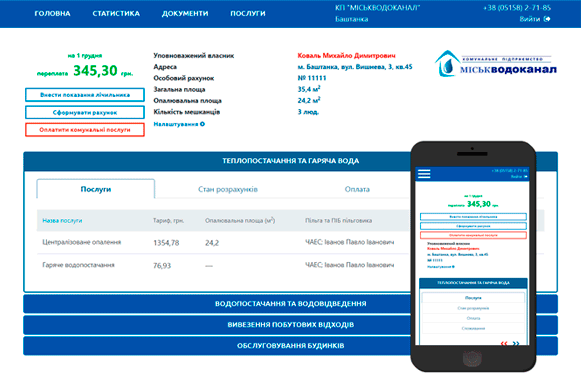 ГОЛОВНА СТАТИСТИКА ДОКУМЕНТИ ПОСЛУГИ
КП "МІСЬКВОДОКАНАЛ" +38 (05158) 2-71-85
Баштанка Вийти
на 1 грудня
переплата 345,30 грн.
Внести показання лічильника
Сформувати рахунок
Оплатити комунальні послуги
Уповноважений власник Коваль Михайло Димитрович
Адреса м. Баштанка, вул. Вишнева, 3, кв.45
Особовий рахунок № 11111
Загальна площа 35,4 м²
Опалювальна площа 24,2 м²
Кількість мешканців 3 люд.
Налаштування
КОМУНАЛЬНЕ ПІДПРИЄМСТВО
МІСЬКВОДОКАНАЛ
ТЕПЛОПОСТАЧАННЯ ТА ГАРЯЧА ВОДА
Послуги Стан розрахунків Оплата
Назва послуги Тариф, грн. Опалювальна площа (м²) Пільга та ПІБ пільговика
Централізоване опалення 1354,78 24,2 ЧАЕС; Іванов Павло Іванович
Гаряче водопостачання 76,93 — ЧАЕС; Іванов Павло Іванович
ВОДОПОСТАЧАННЯ ТА ВОДОВІДВЕДЕННЯ
ВИВЕЗЕННЯ ПОБУТОВИХ ВІДХОДІВ
ОБСЛУГОВУВАННЯ БУДИНКІВ
+38 (05158) 2-71-85
Вийти
на 1 грудня
переплата 345,30 грн.
Внести показання лічильника
Сформувати рахунок
Оплатити комунальні послуги
Уповноважений власник
Коваль Михайло Димитрович
м. Баштанка, вул. Вишнева, 3, кв.45
№ 11111
Налаштування
ТЕПЛОПОСТАЧАННЯ ТА ГАРЯЧА ВОДА
Послуги
Стан розрахунків
Оплата
Споживання